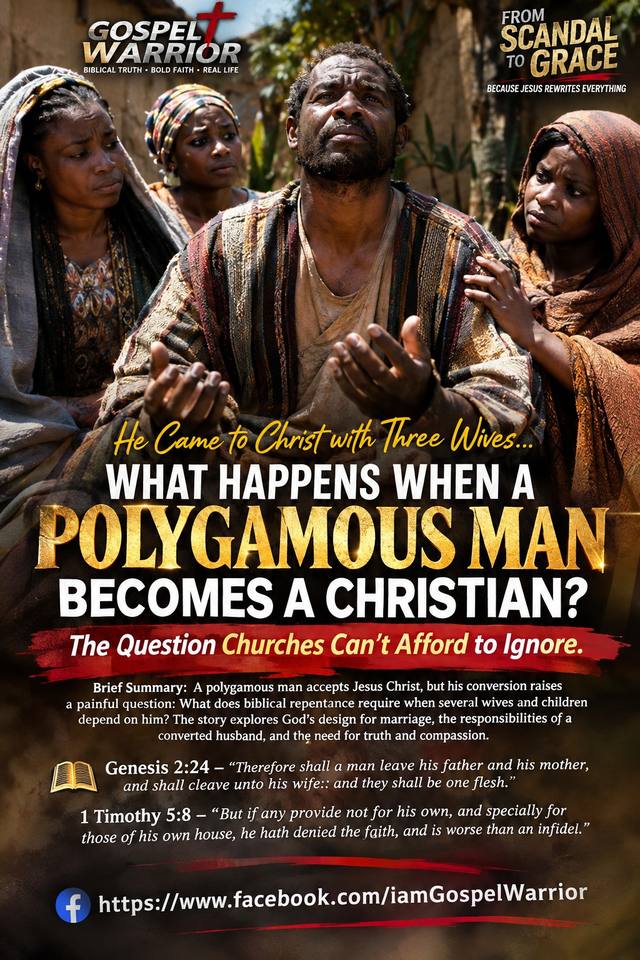 GOSPEL
WARRIOR
BIBLICAL TRUTH • BOLD FAITH • REAL LIFE
FROM
SCANDAL
TO GRACE
BECAUSE JESUS REWRITES EVERYTHING
He Came to Christ with Three Wives...
WHAT HAPPENS WHEN A
POLYGAMOUS MAN
BECOMES A CHRISTIAN?
The Question Churches Can't Afford to Ignore.
Brief Summary: A polygamous man accepts Jesus Christ, but his conversion raises
a painful question: What does biblical repentance require when several wives and children
depend on him? The story explores God's design for marriage, the responsibilities of a
converted husband, and the need for truth and compassion.
Genesis 2:24 – “Therefore shall a man leave his father and his mother,
and shall cleave unto his wife:: and they shall be one flesh.”
1 Timothy 5:8 – “But if any provide not for his own, and specially for
those of his own house, he hath denied the faith, and is worse than an infidel.”
f https://www.facebook.com/iamGospelWarrior